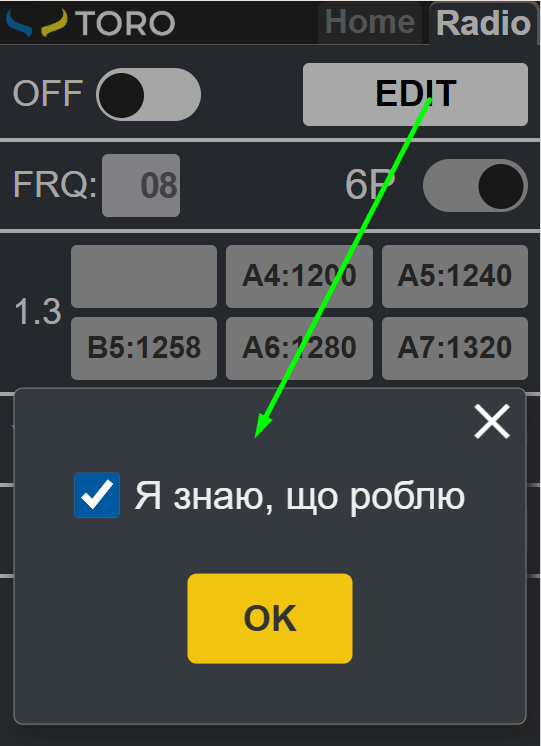 TORO Home Radio
OFF EDIT
FRQ: 08 6P
A4:1200 A5:1240
1.3
B5:1258 A6:1280 A7:1320
Я знаю, що роблю
OK